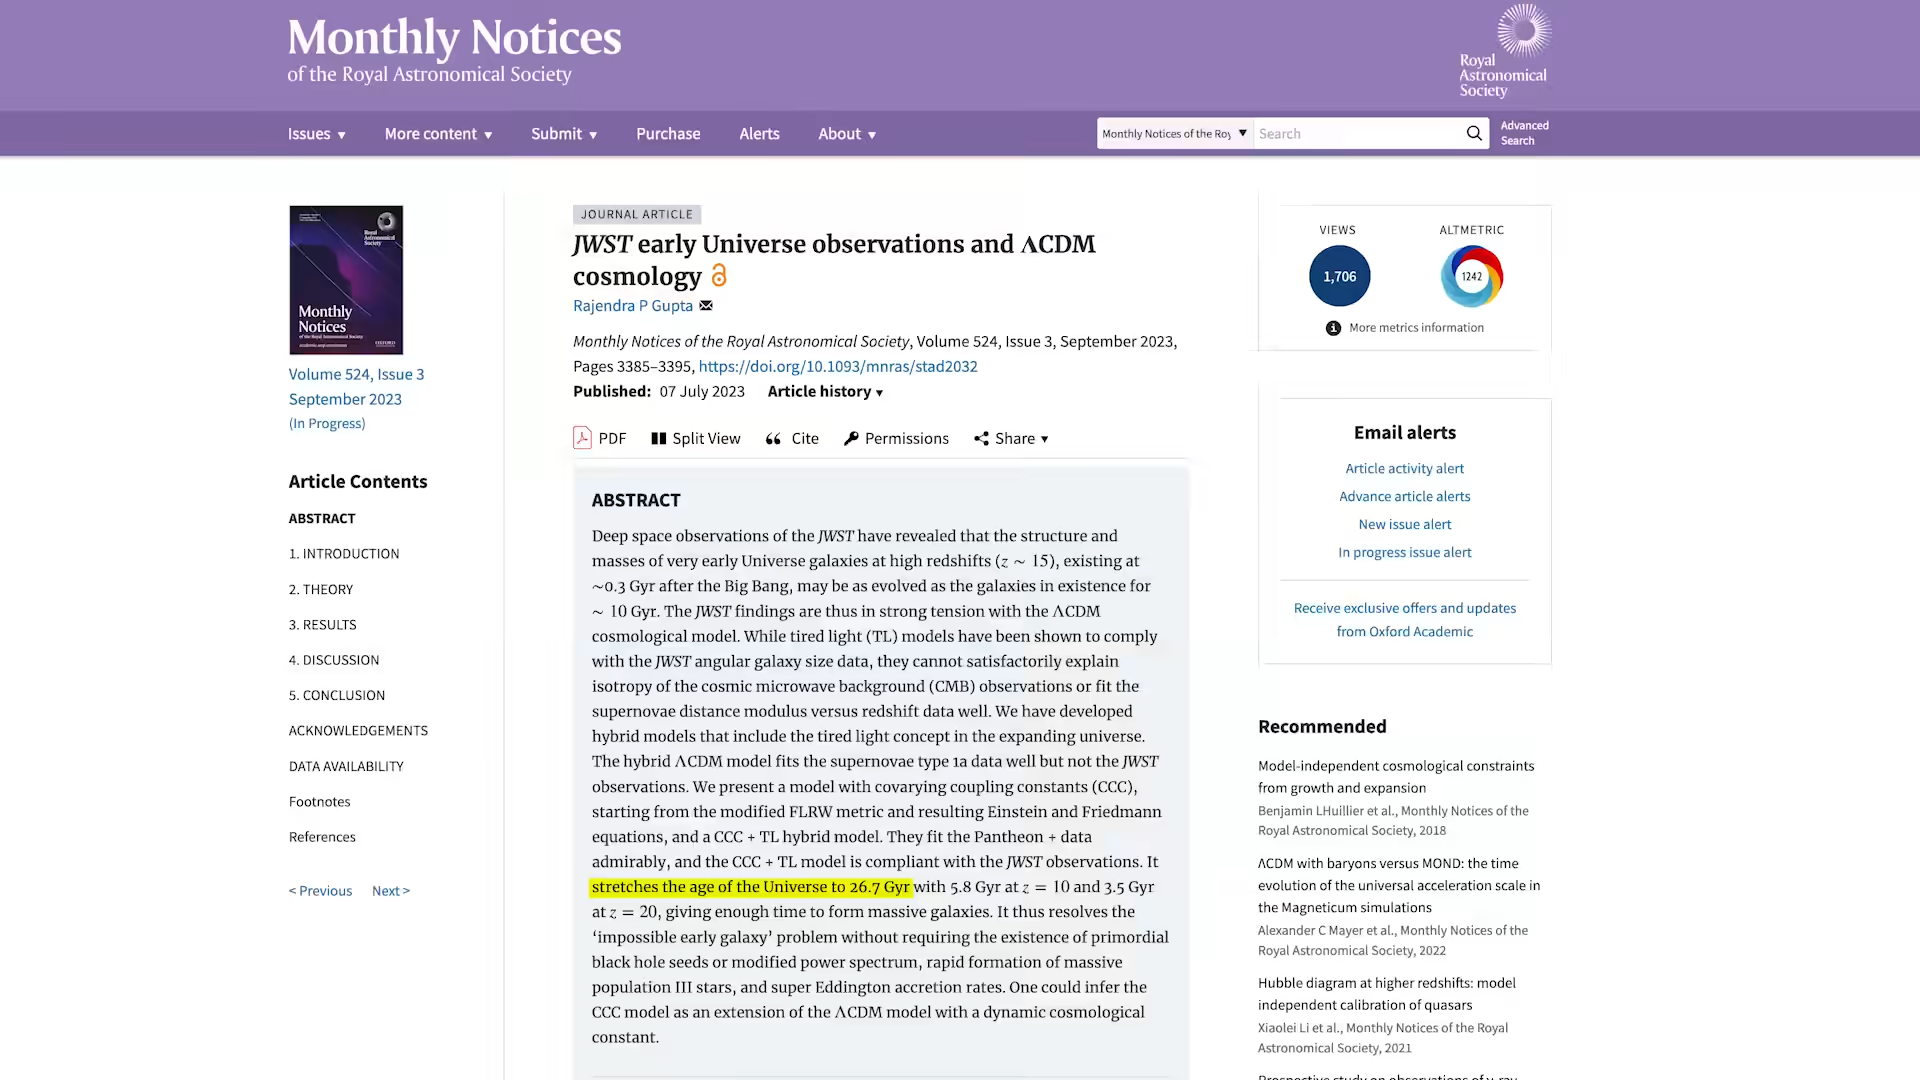 Monthly Notices
of the Royal Astronomical Society
Royal
Astronomical
Society
Issues ▼ More content ▼ Submit ▼ Purchase Alerts About ▼
Monthly Notices of the Roy ▼ Search
Advanced
Search
Monthly
Notices
Volume 524, Issue 3
September 2023
(In Progress)
Article Contents
ABSTRACT
1. INTRODUCTION
2. THEORY
3. RESULTS
4. DISCUSSION
5. CONCLUSION
ACKNOWLEDGEMENTS
DATA AVAILABILITY
Footnotes
References
< Previous Next >
JOURNAL ARTICLE
JWST early Universe observations and ΛCDM
cosmology
Rajendra P Gupta
Monthly Notices of the Royal Astronomical Society, Volume 524, Issue 3, September 2023,
Pages 3385–3395, https://doi.org/10.1093/mnras/stad2032
Published: 07 July 2023 Article history ▼
PDF Split View Cite Permissions Share ▼
ABSTRACT
Deep space observations of the JWST have revealed that the structure and
masses of very early Universe galaxies at high redshifts (z ∼ 15), existing at
∼0.3 Gyr after the Big Bang, may be as evolved as the galaxies in existence for
∼ 10 Gyr. The JWST findings are thus in strong tension with the ΛCDM
cosmological model. While tired light (TL) models have been shown to comply
with the JWST angular galaxy size data, they cannot satisfactorily explain
isotropy of the cosmic microwave background (CMB) observations or fit the
supernovae distance modulus versus redshift data well. We have developed
hybrid models that include the tired light concept in the expanding universe.
The hybrid ΛCDM model fits the supernovae type 1a data well but not the JWST
observations. We present a model with covarying coupling constants (CCC),
starting from the modified FLRW metric and resulting Einstein and Friedmann
equations, and a CCC + TL hybrid model. They fit the Pantheon + data
admirably, and the CCC + TL model is compliant with the JWST observations. It
stretches the age of the Universe to 26.7 Gyr with 5.8 Gyr at z = 10 and 3.5 Gyr
at z = 20, giving enough time to form massive galaxies. It thus resolves the
‘impossible early galaxy’ problem without requiring the existence of primordial
black hole seeds or modified power spectrum, rapid formation of massive
population III stars, and super Eddington accretion rates. One could infer the
CCC model as an extension of the ΛCDM model with a dynamic cosmological
constant.
VIEWS ALTMETRIC
1,706 1242
More metrics information
Email alerts
Article activity alert
Advance article alerts
New issue alert
In progress issue alert
Receive exclusive offers and updates
from Oxford Academic
Recommended
Model-independent cosmological constraints
from growth and expansion
Benjamin LHuillier et al., Monthly Notices of the
Royal Astronomical Society, 2018
ΛCDM with baryons versus MOND: the time
evolution of the universal acceleration scale in
the Magneticum simulations
Alexander C Mayer et al., Monthly Notices of the
Royal Astronomical Society, 2022
Hubble diagram at higher redshifts: model
independent calibration of quasars
Xiaolei Li et al., Monthly Notices of the Royal
Astronomical Society, 2021